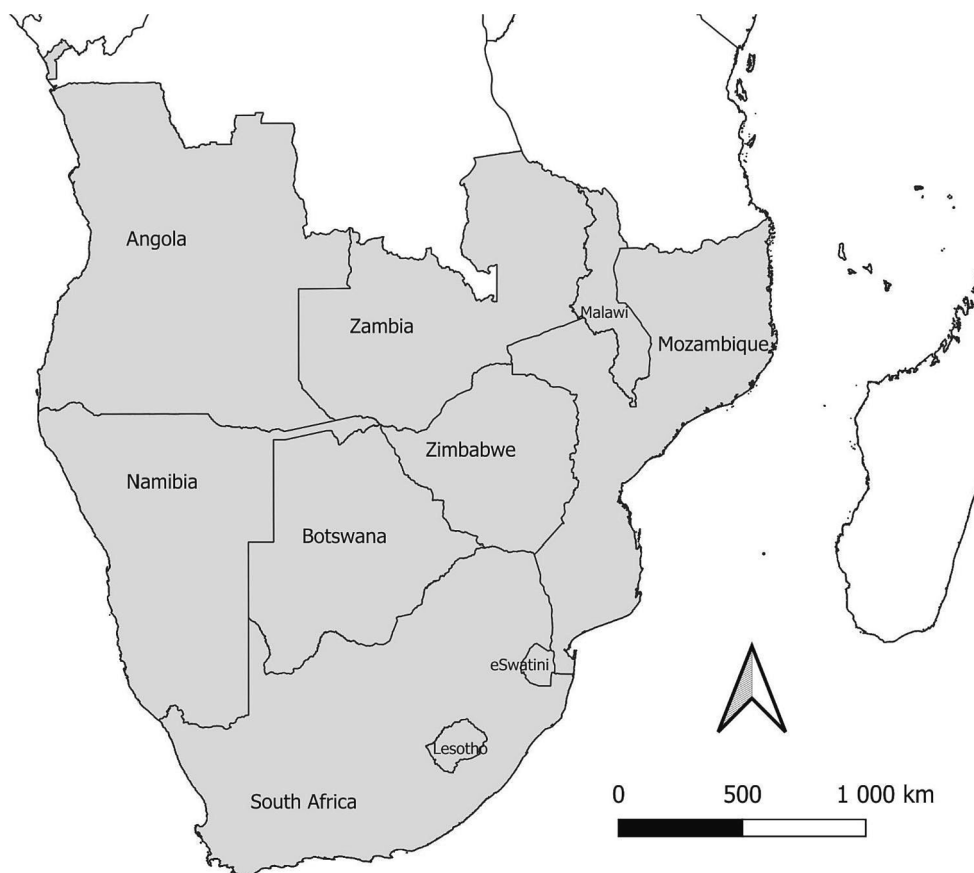 Angola
Zambia
Malawi
Mozambique
Zimbabwe
Namibia
Botswana
eSwatini
Lesotho
South Africa
0 500 1 000 km